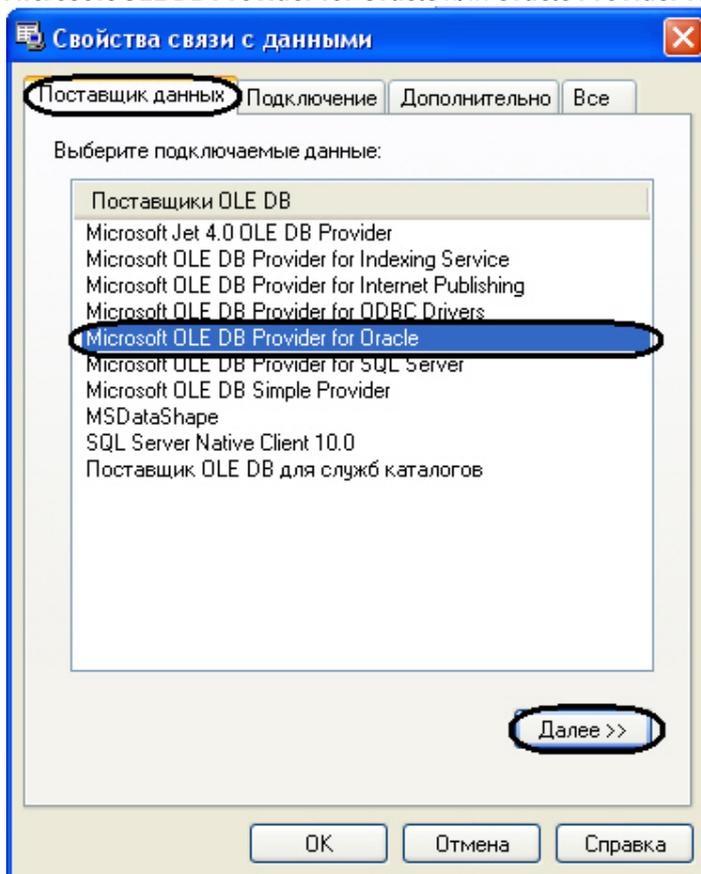 Свойства связи с данными
Поставщик данных Подключение Дополнительно Все
Выберите подключаемые данные:
Поставщики OLE DB
Microsoft Jet 4.0 OLE DB Provider
Microsoft OLE DB Provider for Indexing Service
Microsoft OLE DB Provider for Internet Publishing
Microsoft OLE DB Provider for ODBC Drivers
Microsoft OLE DB Provider for Oracle
Microsoft OLE DB Provider for SQL Server
Microsoft OLE DB Simple Provider
MSDataShape
SQL Server Native Client 10.0
Поставщик OLE DB для служб каталогов
Далее >>
ОК Отмена Справка